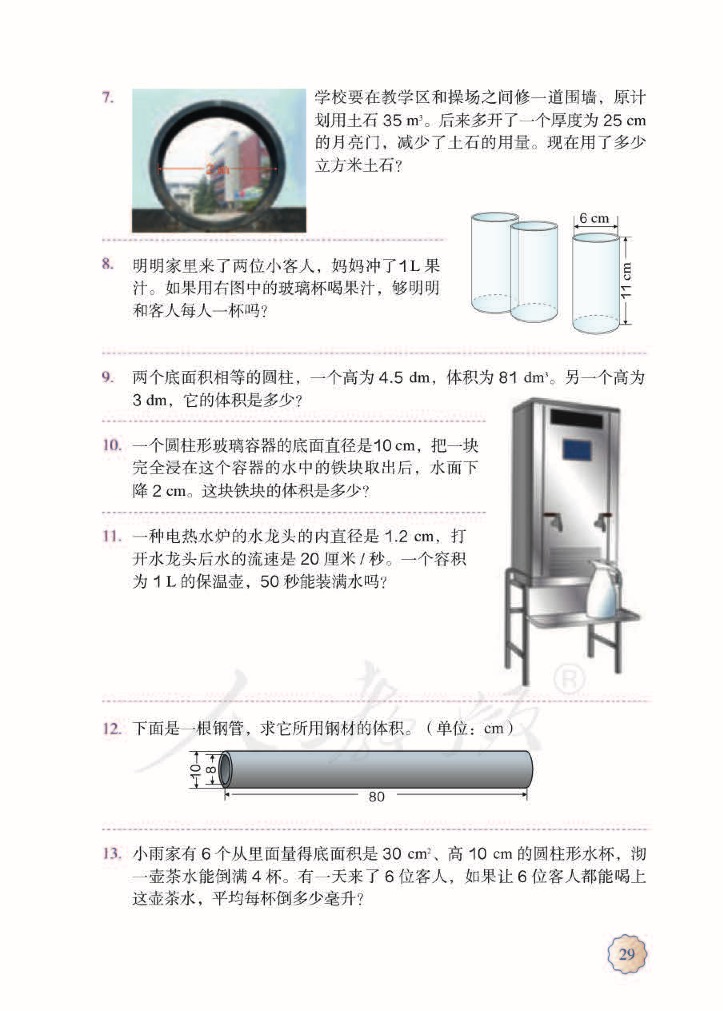 7.
学校要在教学区和操场之间修一道围墙，原计
划用土石 35 m³。后来多开了一个厚度为 25 cm
的月亮门，减少了土石的用量。现在用了多少
立方米土石？
2 m
8. 明明家里来了两位小客人，妈妈冲了1L 果
汁。如果用右图中的玻璃杯喝果汁，够明明
和客人每人一杯吗？
6 cm
11 cm
9. 两个底面积相等的圆柱，一个高为 4.5 dm，体积为 81 dm³。另一个高为
3 dm，它的体积是多少？
10. 一个圆柱形玻璃容器的底面直径是10 cm，把一块
完全浸在这个容器的水中的铁块取出后，水面下
降 2 cm。这块铁块的体积是多少？
11. 一种电热水炉的水龙头的内直径是 1.2 cm，打
开水龙头后水的流速是 20 厘米 / 秒。一个容积
为 1 L 的保温壶，50 秒能装满水吗？
人教版®
12. 下面是一根钢管，求它所用钢材的体积。（单位：cm）
10
8
80
13. 小雨家有 6 个从里面量得底面积是 30 cm²、高 10 cm 的圆柱形水杯，沏
一壶茶水能倒满 4 杯。有一天来了 6 位客人，如果让 6 位客人都能喝上
这壶茶水，平均每杯倒多少毫升？
29